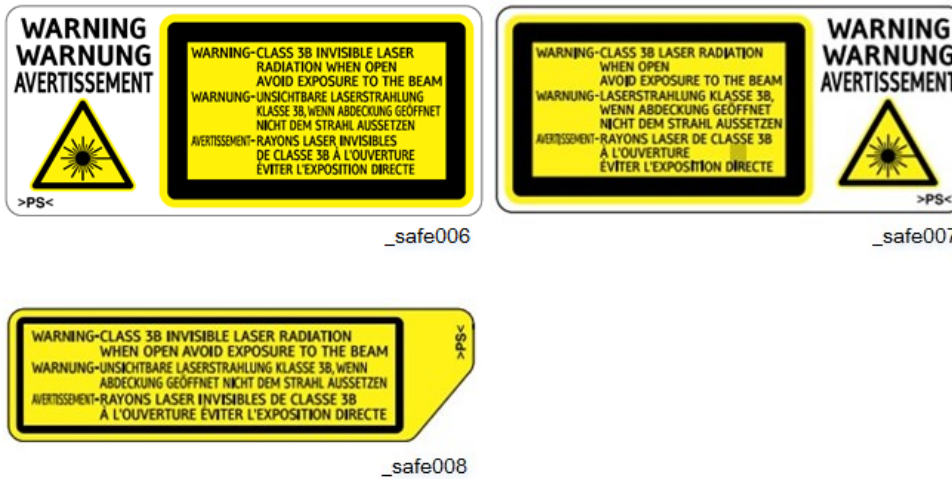 WARNING
WARNUNG
AVERTISSEMENT
>PS<
WARNING-CLASS 3B INVISIBLE LASER
RADIATION WHEN OPEN
AVOID EXPOSURE TO THE BEAM
WARNUNG-UNSICHTBARE LASERSTRAHLUNG
KLASSE 3B, WENN ABDECKUNG GEÖFFNET
NICHT DEM STRAHL AUSSETZEN
AVERTISSEMENT-RAYONS LASER INVISIBLES
DE CLASSE 3B À L'OUVERTURE
ÉVITER L'EXPOSITION DIRECTE
_safe006
WARNING-CLASS 3B LASER RADIATION
WHEN OPEN
AVOID EXPOSURE TO THE BEAM
WARNUNG-LASERSTRAHLUNG KLASSE 3B,
WENN ABDECKUNG GEÖFFNET
NICHT DEM STRAHL AUSSETZEN
AVERTISSEMENT-RAYONS LASER DE CLASSE 3B
À L'OUVERTURE
ÉVITER L'EXPOSITION DIRECTE
WARNING
WARNUNG
AVERTISSEMENT
>PS<
_safe007
WARNING-CLASS 3B INVISIBLE LASER RADIATION
WHEN OPEN AVOID EXPOSURE TO THE BEAM
WARNUNG-UNSICHTBARE LASERSTRAHLUNG KLASSE 3B, WENN
ABDECKUNG GEÖFFNET NICHT DEM STRAHL AUSSETZEN
AVERTISSEMENT-RAYONS LASER INVISIBLES DE CLASSE 3B
À L'OUVERTURE ÉVITER L'EXPOSITION DIRECTE
>PS<
_safe008